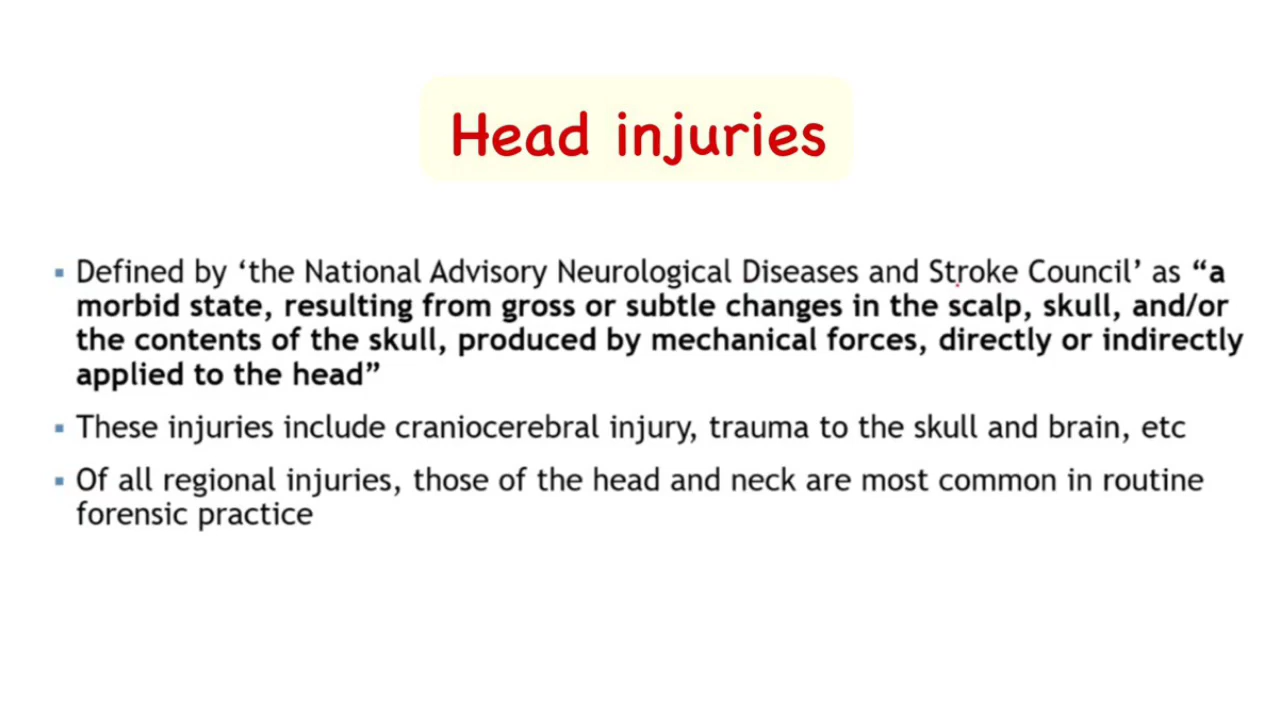 Head injuries
▪ Defined by ‘the National Advisory Neurological Diseases and Stroke Council’ as “a
morbid state, resulting from gross or subtle changes in the scalp, skull, and/or
the contents of the skull, produced by mechanical forces, directly or indirectly
applied to the head”
▪ These injuries include craniocerebral injury, trauma to the skull and brain, etc
▪ Of all regional injuries, those of the head and neck are most common in routine
forensic practice